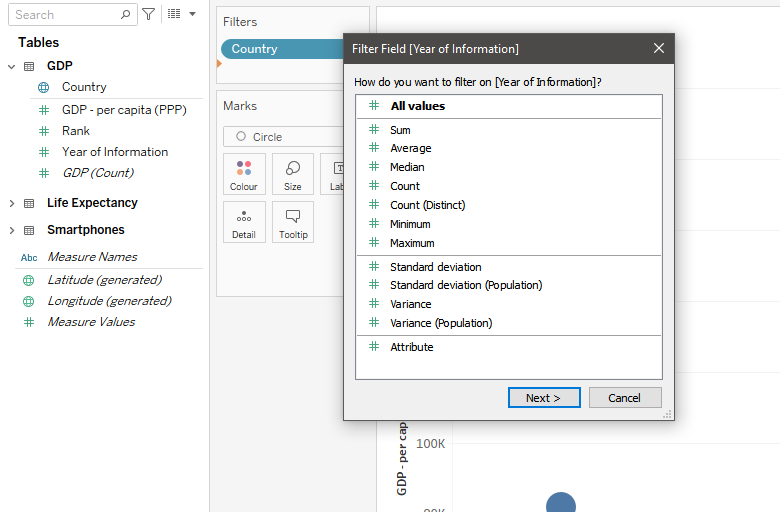 Search
Tables
GDP
Country
GDP - per capita (PPP)
Rank
Year of Information
GDP (Count)
Life Expectancy
Smartphones
Abc Measure Names
Latitude (generated)
Longitude (generated)
Measure Values
Filters
Country
Marks
Circle
Colour
Size
Lab
Detail
Tooltip
Filter Field [Year of Information]
How do you want to filter on [Year of Information]?
All values
Sum
Average
Median
Count
Count (Distinct)
Minimum
Maximum
Standard deviation
Standard deviation (Population)
Variance
Variance (Population)
Attribute
Next >
Cancel
GDP - per cap
100K